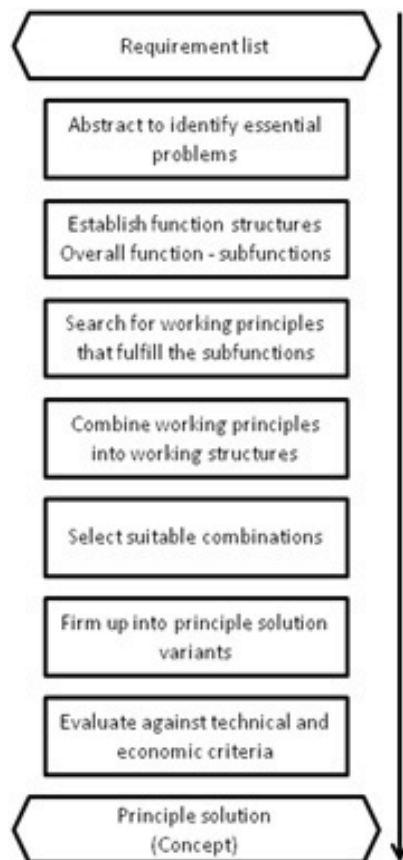 Requirement list
Abstract to identify essential
problems
Establish function structures
Overall function - subfunctions
Search for working principles
that fulfill the subfunctions
Combine working principles
into working structures
Select suitable combinations
Firm up into principle solution
variants
Evaluate against technical and
economic criteria
Principle solution
(Concept)